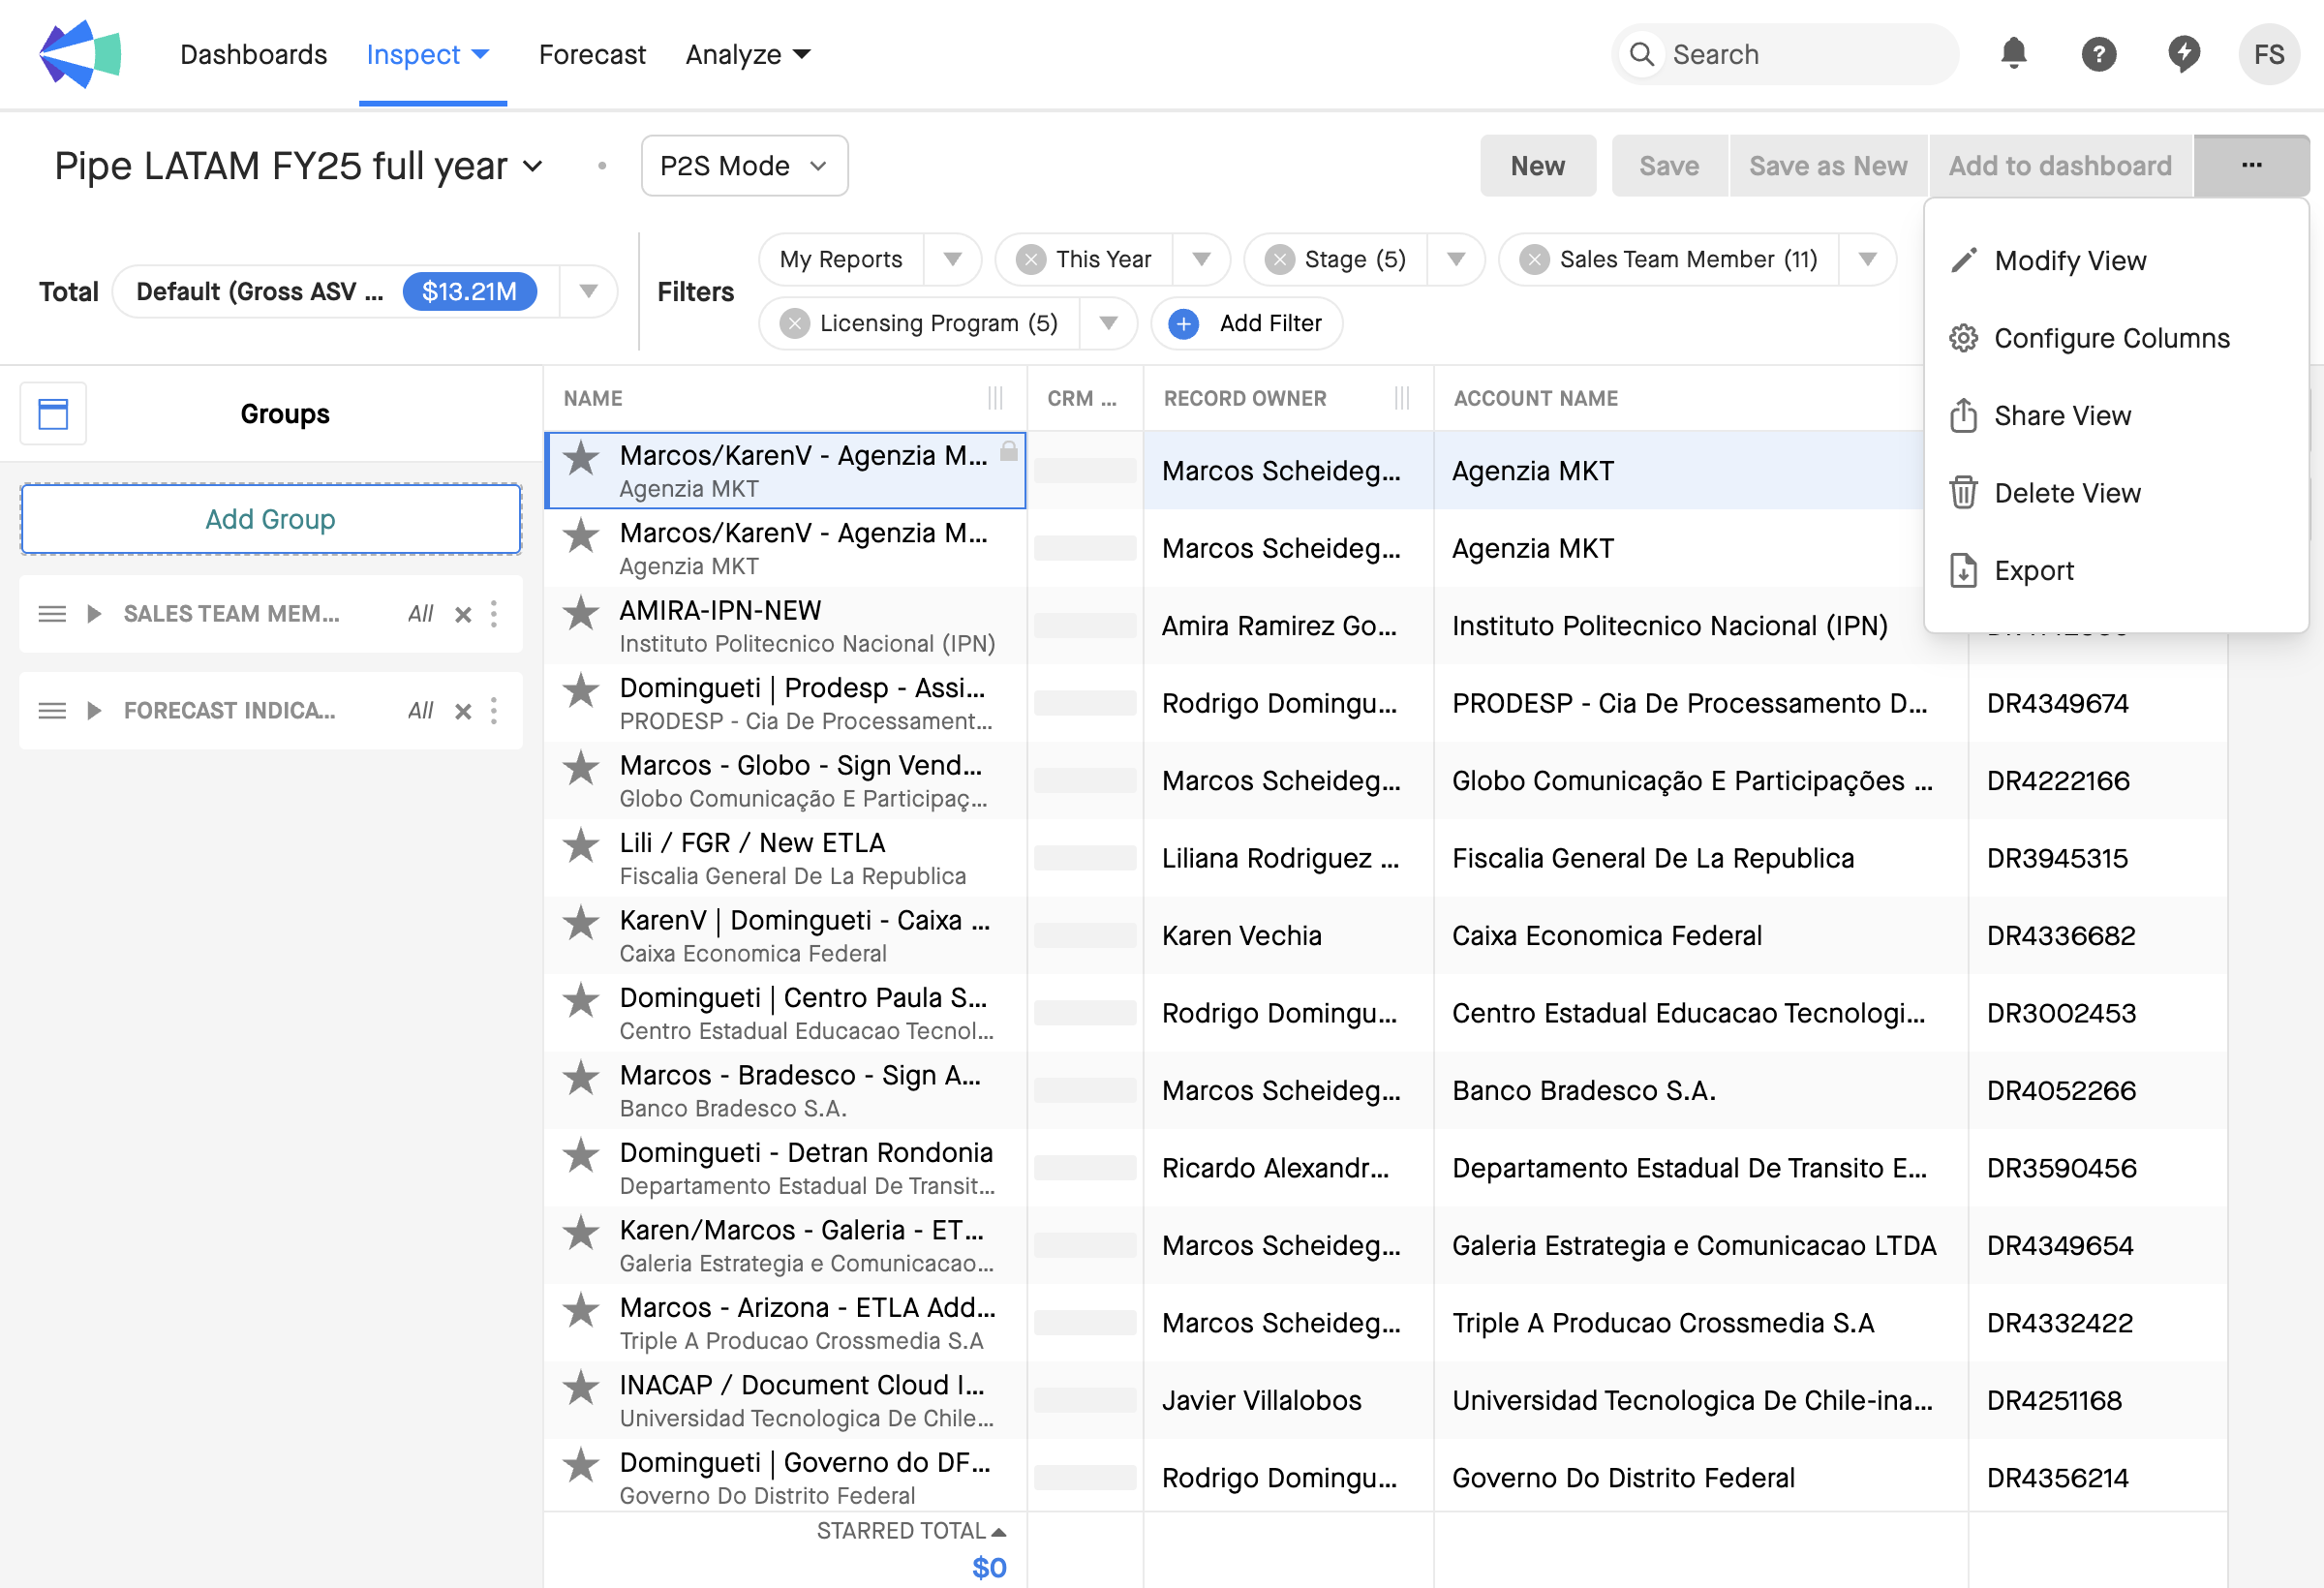 Dashboards
Inspect
Forecast
Analyze
Search
FS
Pipe LATAM FY25 full year
P2S Mode
New
Save
Save as New
Add to dashboard
...
Total
Default (Gross ASV ...
$13.21M
Filters
My Reports
This Year
Stage (5)
Sales Team Member (11)
Licensing Program (5)
Add Filter
Modify View
Configure Columns
Share View
Delete View
Export
Groups
Add Group
SALES TEAM MEM...
All
FORECAST INDICA...
All
NAME
CRM ...
RECORD OWNER
ACCOUNT NAME
Marcos/KarenV - Agenzia M...
Agenzia MKT
Marcos Scheideg...
Agenzia MKT
Marcos/KarenV - Agenzia M...
Agenzia MKT
Marcos Scheideg...
Agenzia MKT
AMIRA-IPN-NEW
Instituto Politecnico Nacional (IPN)
Amira Ramirez Go...
Instituto Politecnico Nacional (IPN)
Domingueti | Prodesp - Assi...
PRODESP - Cia De Processament...
Rodrigo Domingu...
PRODESP - Cia De Processamento D...
DR4349674
Marcos - Globo - Sign Vend...
Globo Comunicação E Participaç...
Marcos Scheideg...
Globo Comunicação E Participações ...
DR4222166
Lili / FGR / New ETLA
Fiscalia General De La Republica
Liliana Rodriguez ...
Fiscalia General De La Republica
DR3945315
KarenV | Domingueti - Caixa ...
Caixa Economica Federal
Karen Vechia
Caixa Economica Federal
DR4336682
Domingueti | Centro Paula S...
Centro Estadual Educacao Tecnol...
Rodrigo Domingu...
Centro Estadual Educacao Tecnologi...
DR3002453
Marcos - Bradesco - Sign A...
Banco Bradesco S.A.
Marcos Scheideg...
Banco Bradesco S.A.
DR4052266
Domingueti - Detran Rondonia
Departamento Estadual De Transit...
Ricardo Alexandr...
Departamento Estadual De Transito E...
DR3590456
Karen/Marcos - Galeria - ET...
Galeria Estrategia e Comunicacao...
Marcos Scheideg...
Galeria Estrategia e Comunicacao LTDA
DR4349654
Marcos - Arizona - ETLA Add...
Triple A Producao Crossmedia S.A
Marcos Scheideg...
Triple A Producao Crossmedia S.A
DR4332422
INACAP / Document Cloud I...
Universidad Tecnologica De Chile...
Javier Villalobos
Universidad Tecnologica De Chile-ina...
DR4251168
Domingueti | Governo do DF...
Governo Do Distrito Federal
Rodrigo Domingu...
Governo Do Distrito Federal
DR4356214
STARRED TOTAL
$0